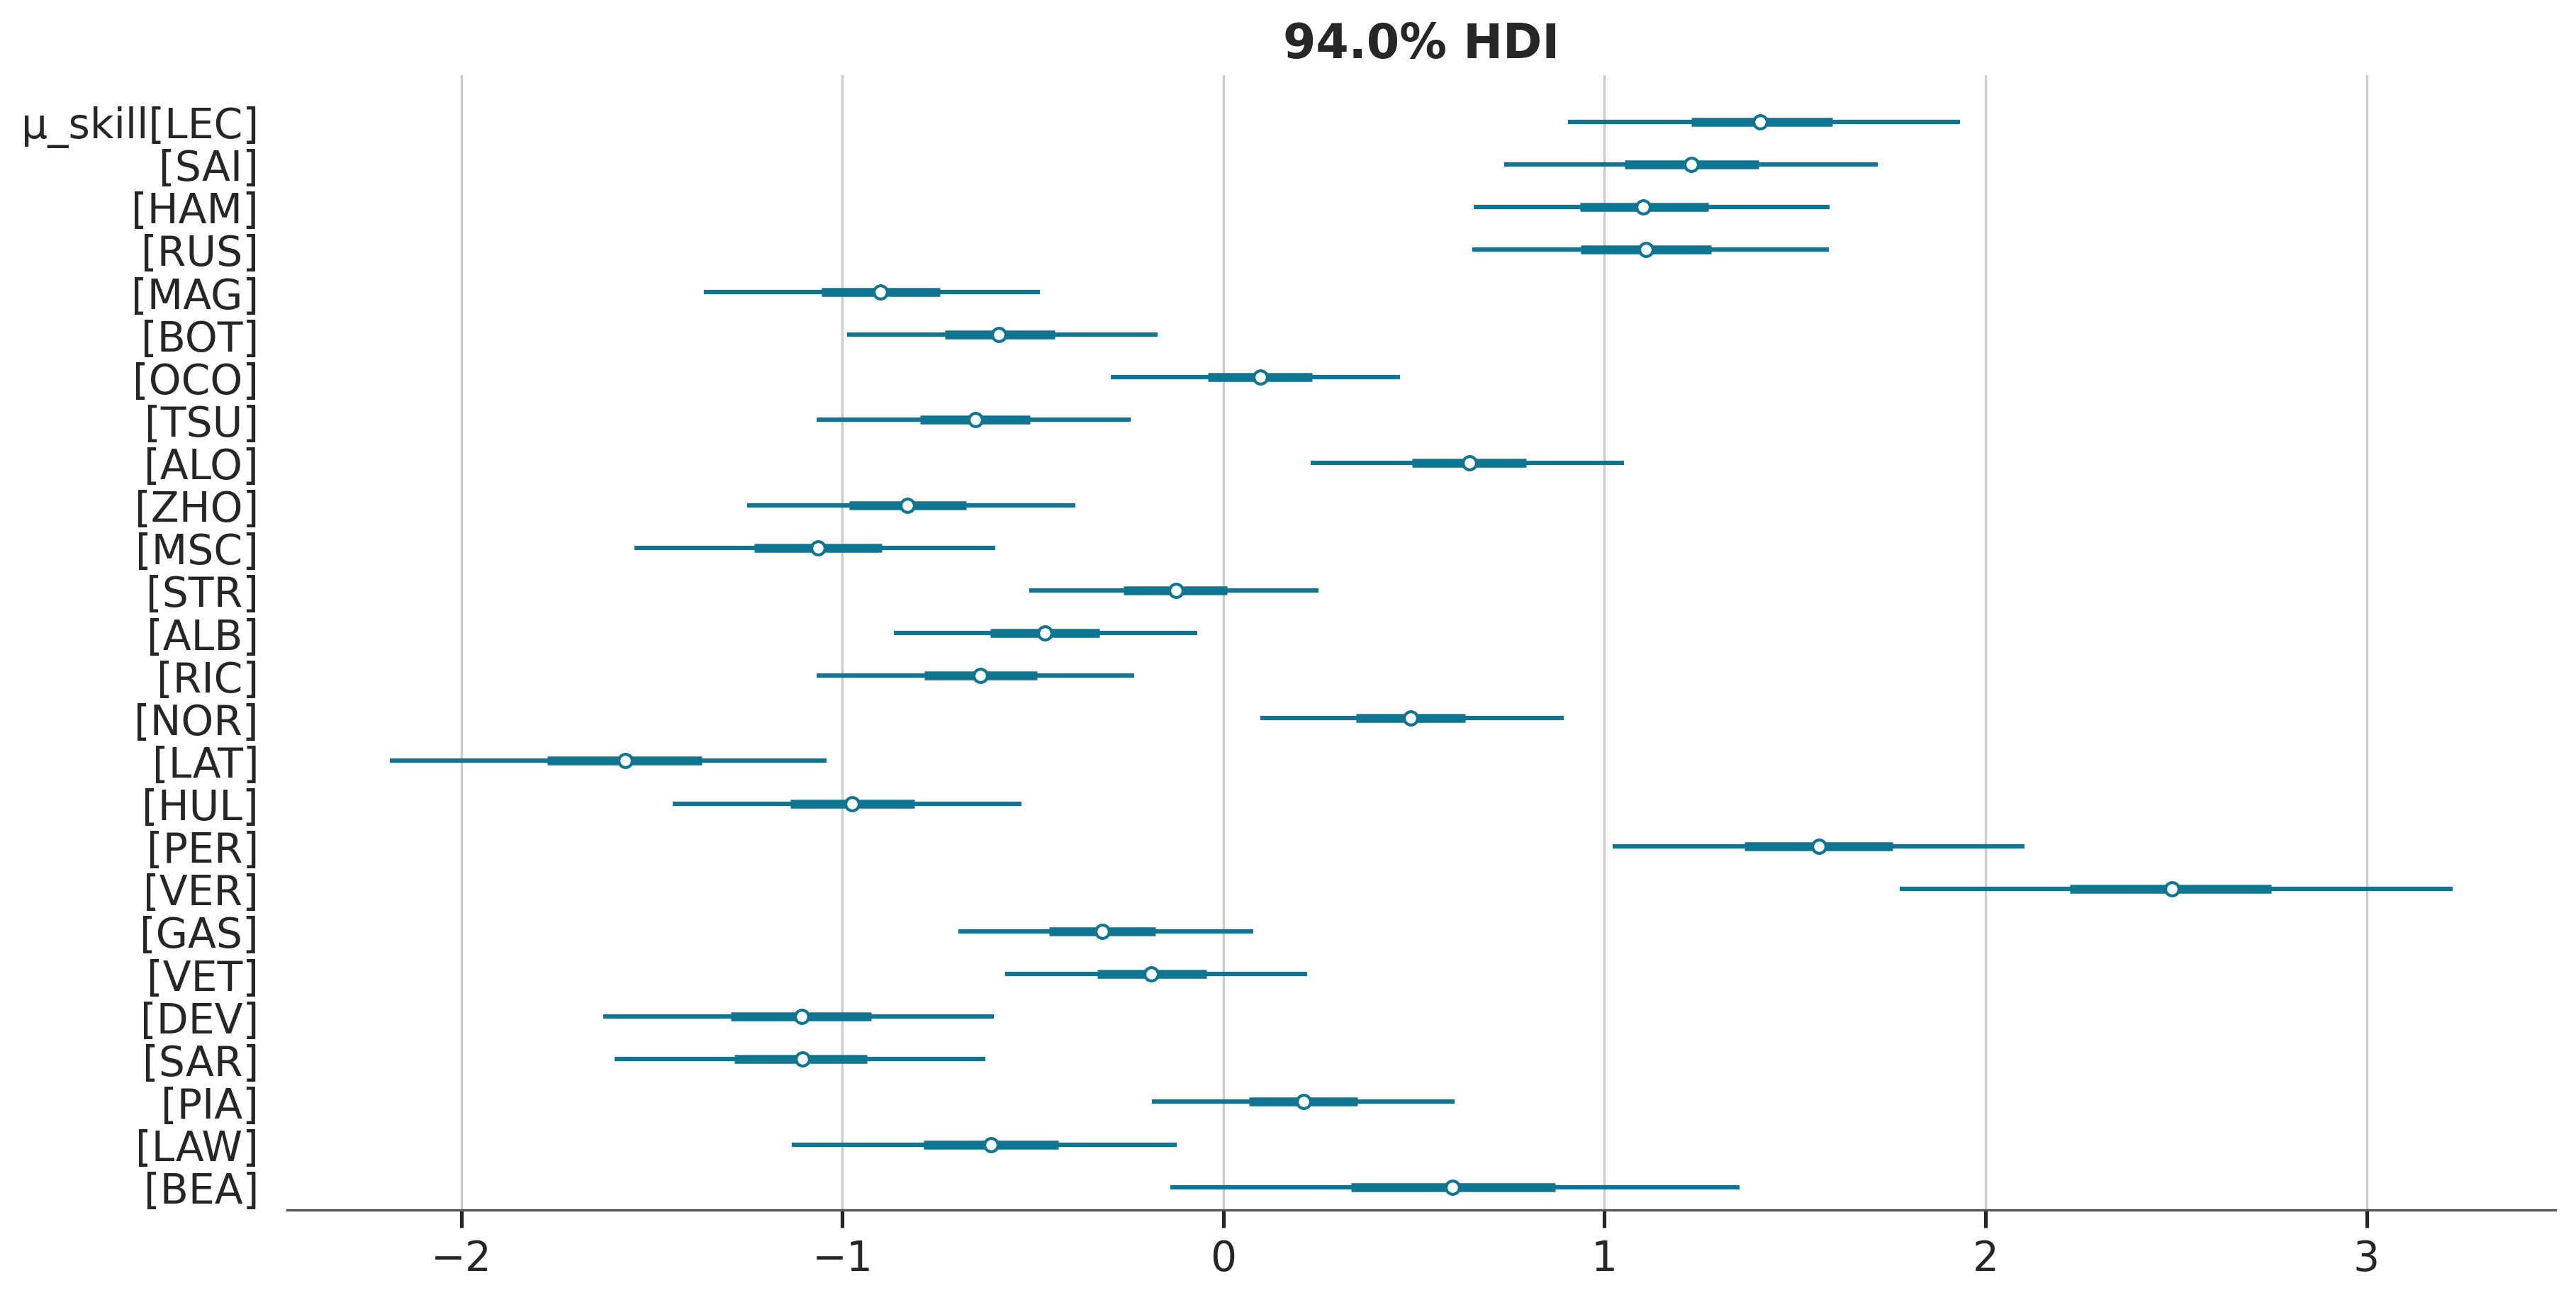 94.0% HDI
μ_skill[LEC]
[SAI]
[HAM]
[RUS]
[MAG]
[BOT]
[OCO]
[TSU]
[ALO]
[ZHO]
[MSC]
[STR]
[ALB]
[RIC]
[NOR]
[LAT]
[HUL]
[PER]
[VER]
[GAS]
[VET]
[DEV]
[SAR]
[PIA]
[LAW]
[BEA]
−2 −1 0 1 2 3